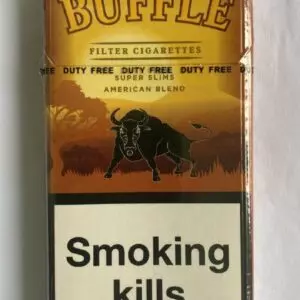 BUFFLE
FILTER CIGARETTES
DUTY FREE DUTY FREE DUTY FREE
SUPER SLIMS
AMERICAN BLEND
Smoking
kills